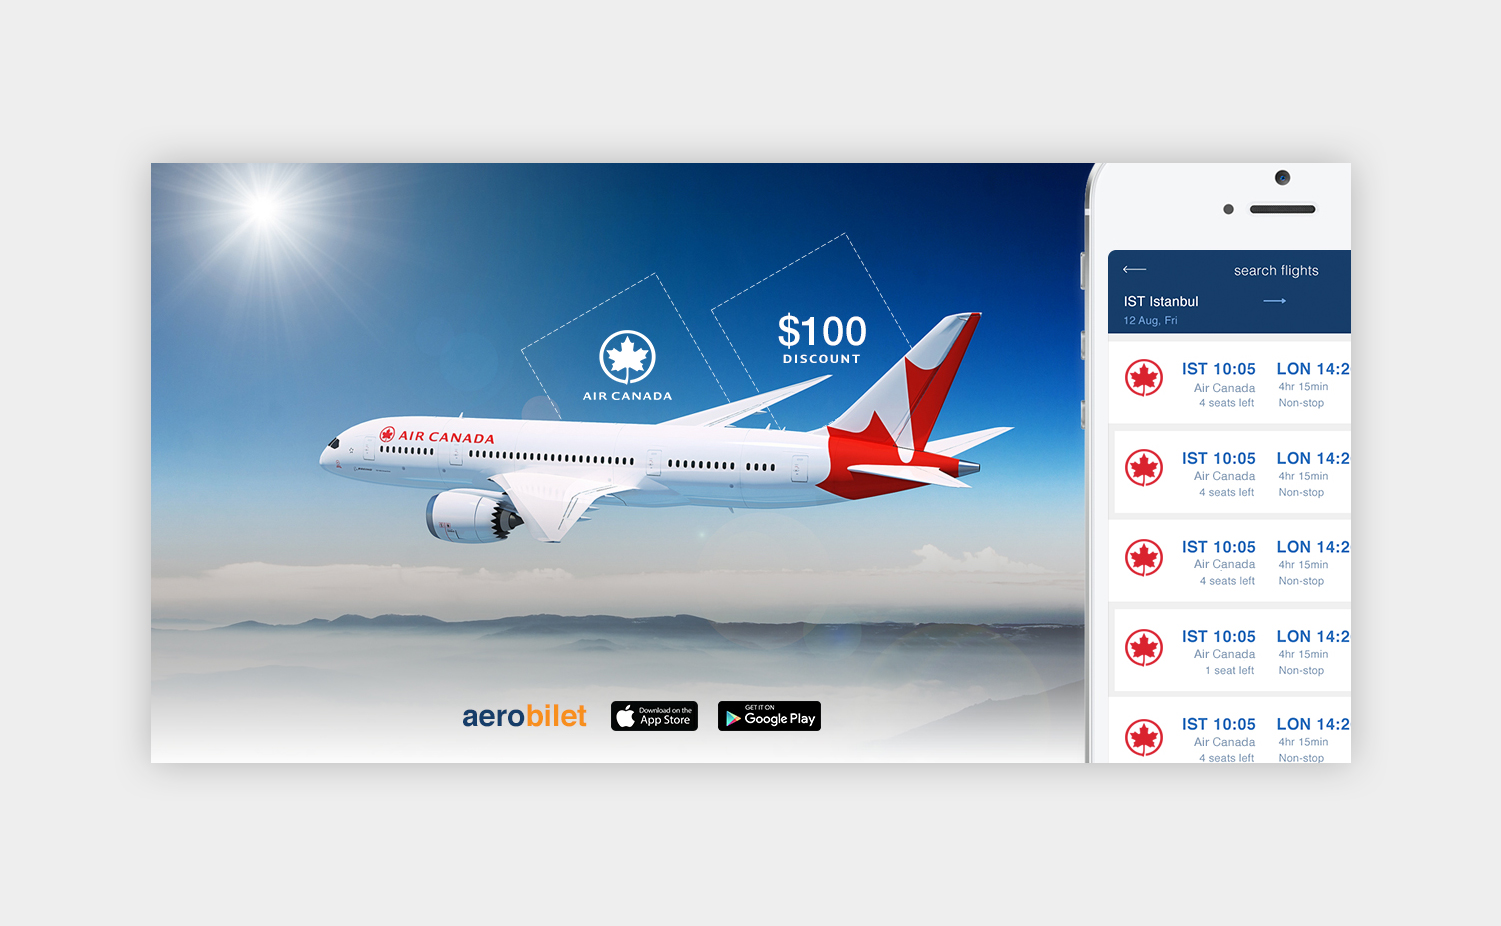 $100
DISCOUNT
AIR CANADA
AIR CANADA
aerobilet
Download on the
App Store
GET IT ON
Google Play
search flights
IST Istanbul
12 Aug, Fri
IST 10:05 LON 14:2
Air Canada 4hr 15min
4 seats left Non-stop
IST 10:05 LON 14:2
Air Canada 4hr 15min
4 seats left Non-stop
IST 10:05 LON 14:2
Air Canada 4hr 15min
4 seats left Non-stop
IST 10:05 LON 14:2
Air Canada 4hr 15min
1 seat left Non-stop
IST 10:05 LON 14:2
Air Canada 4hr 15min
4 seats left Non-stop